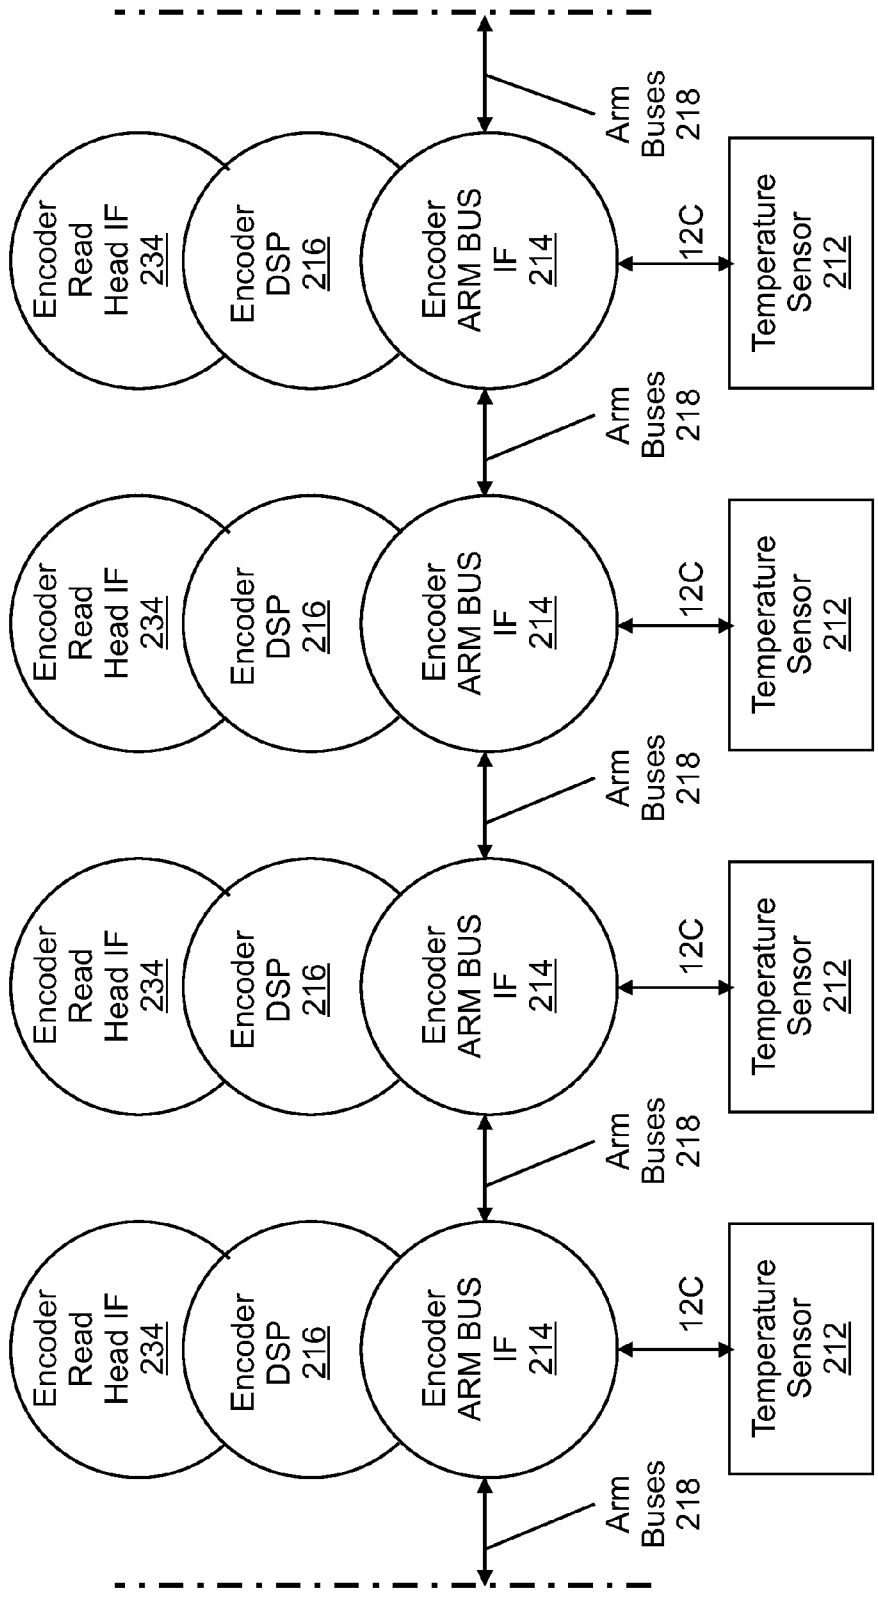 Encoder
Read
Head IF
234
Encoder
DSP
216
Encoder
ARM BUS
IF
214
12C
Temperature
Sensor
212
Arm
Buses
218
Encoder
Read
Head IF
234
Encoder
DSP
216
Encoder
ARM BUS
IF
214
12C
Temperature
Sensor
212
Arm
Buses
218
Encoder
Read
Head IF
234
Encoder
DSP
216
Encoder
ARM BUS
IF
214
12C
Temperature
Sensor
212
Arm
Buses
218
Encoder
Read
Head IF
234
Encoder
DSP
216
Encoder
ARM BUS
IF
214
12C
Temperature
Sensor
212
Arm
Buses
218
Arm
Buses
218